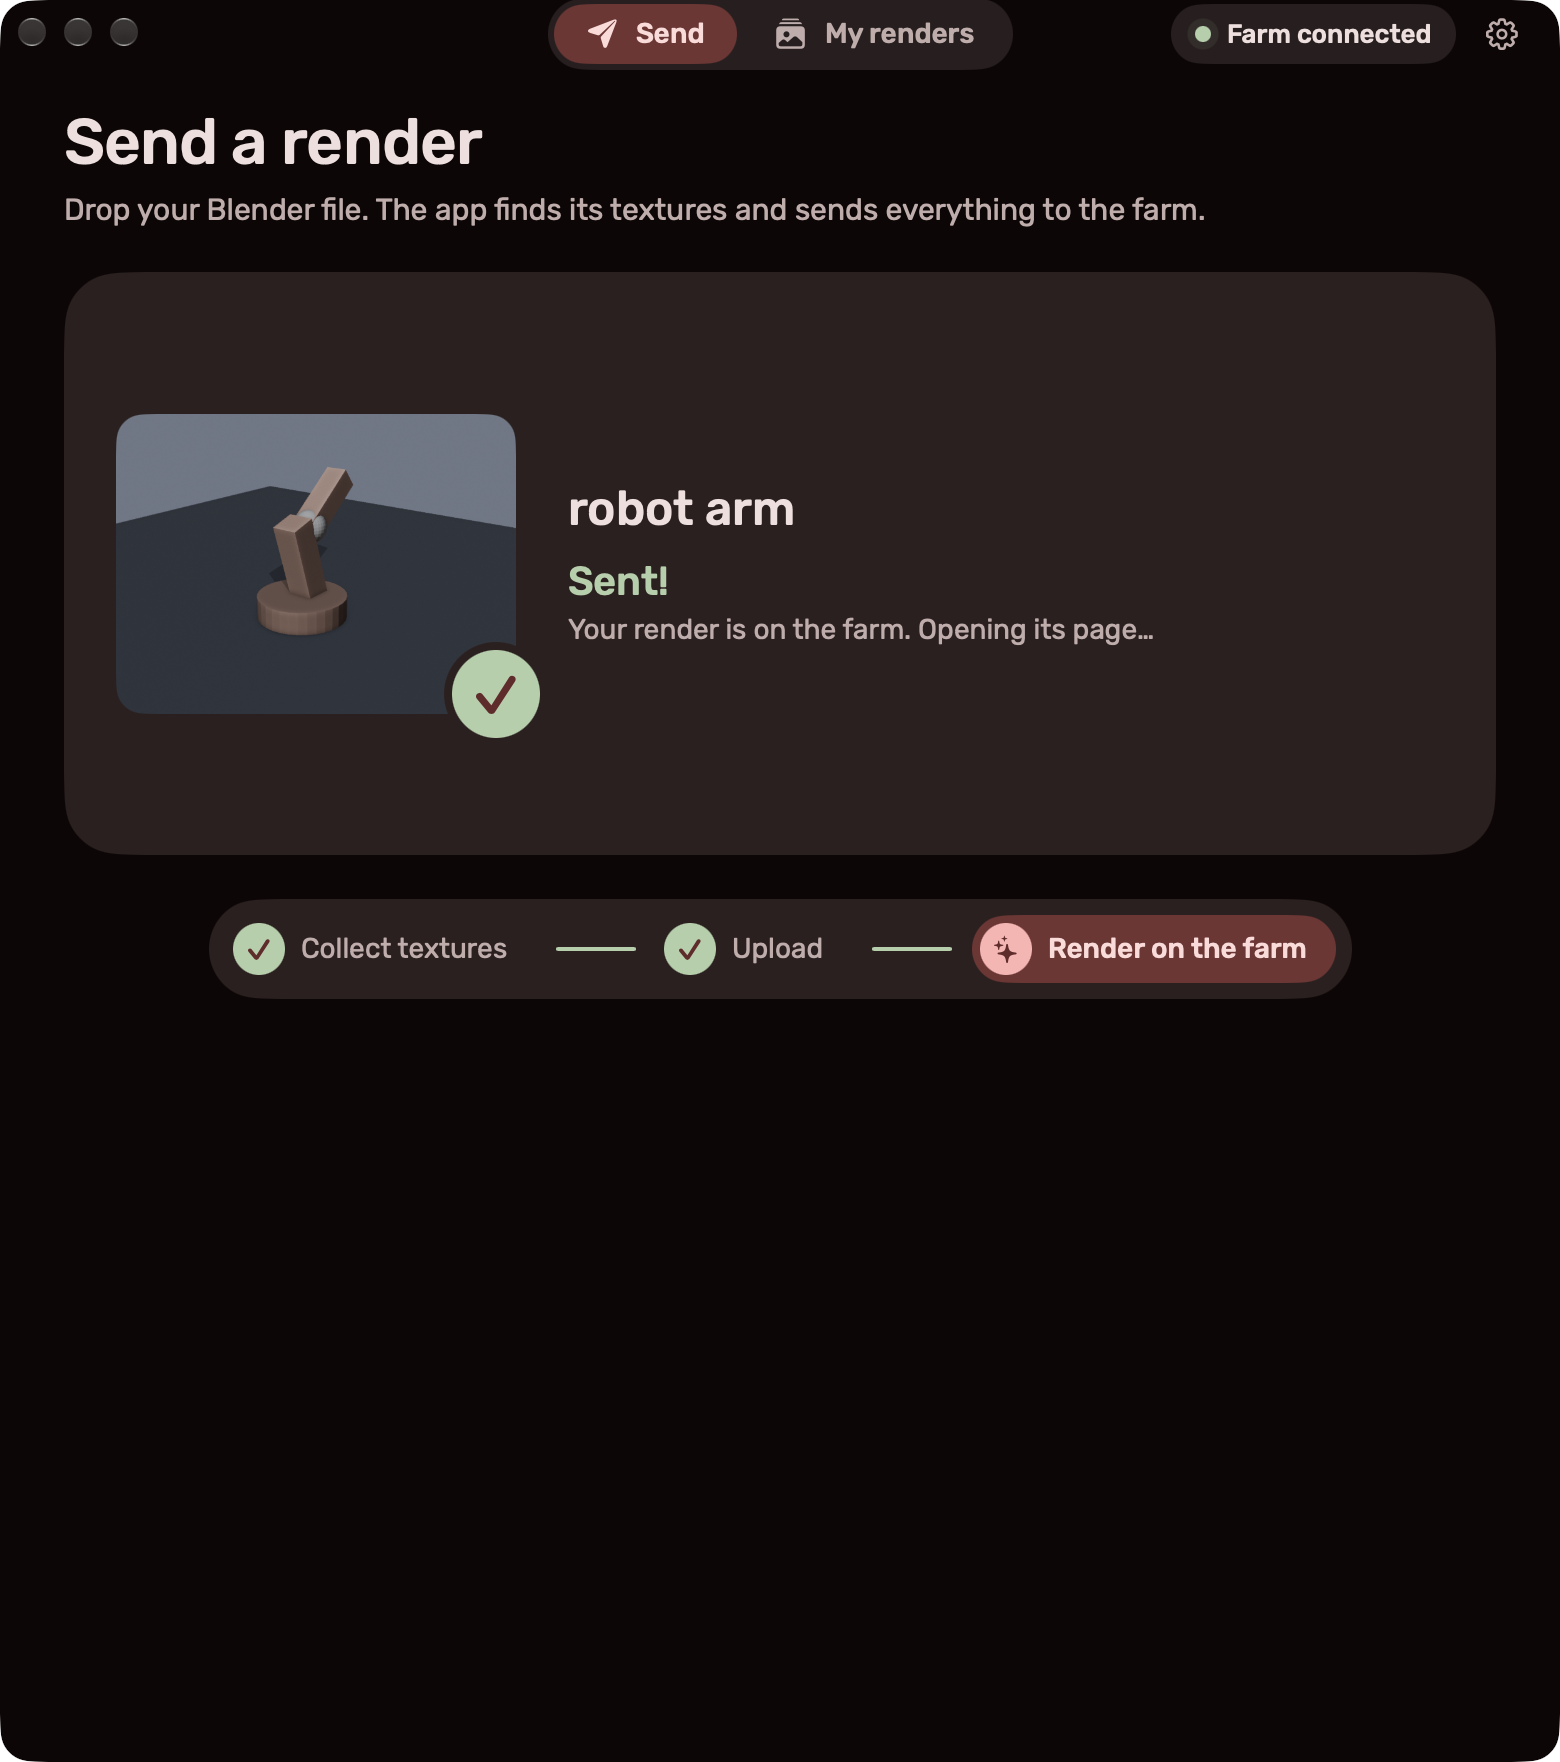 Send
My renders
Farm connected
Send a render
Drop your Blender file. The app finds its textures and sends everything to the farm.
robot arm
Sent!
Your render is on the farm. Opening its page…
Collect textures
Upload
Render on the farm